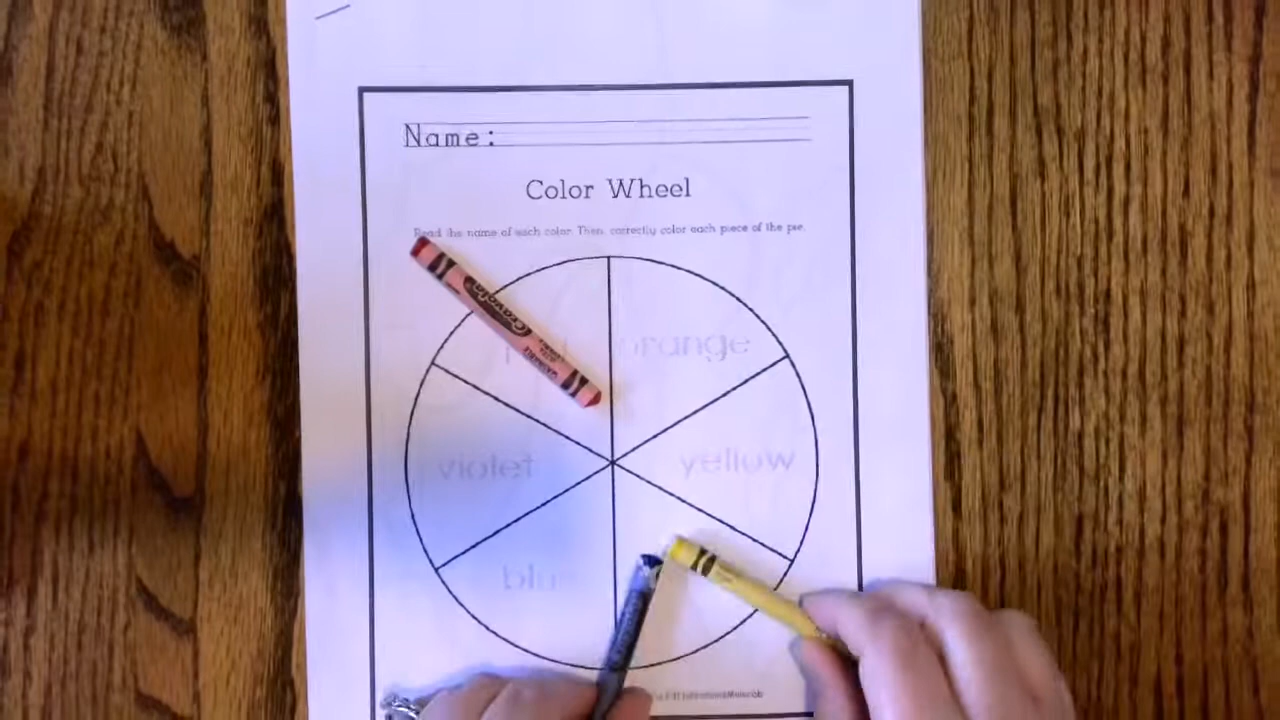 Name:
Color Wheel
Read the name of each color. Then, correctly color each piece of the pie.
Crayola
orange
violet
yellow